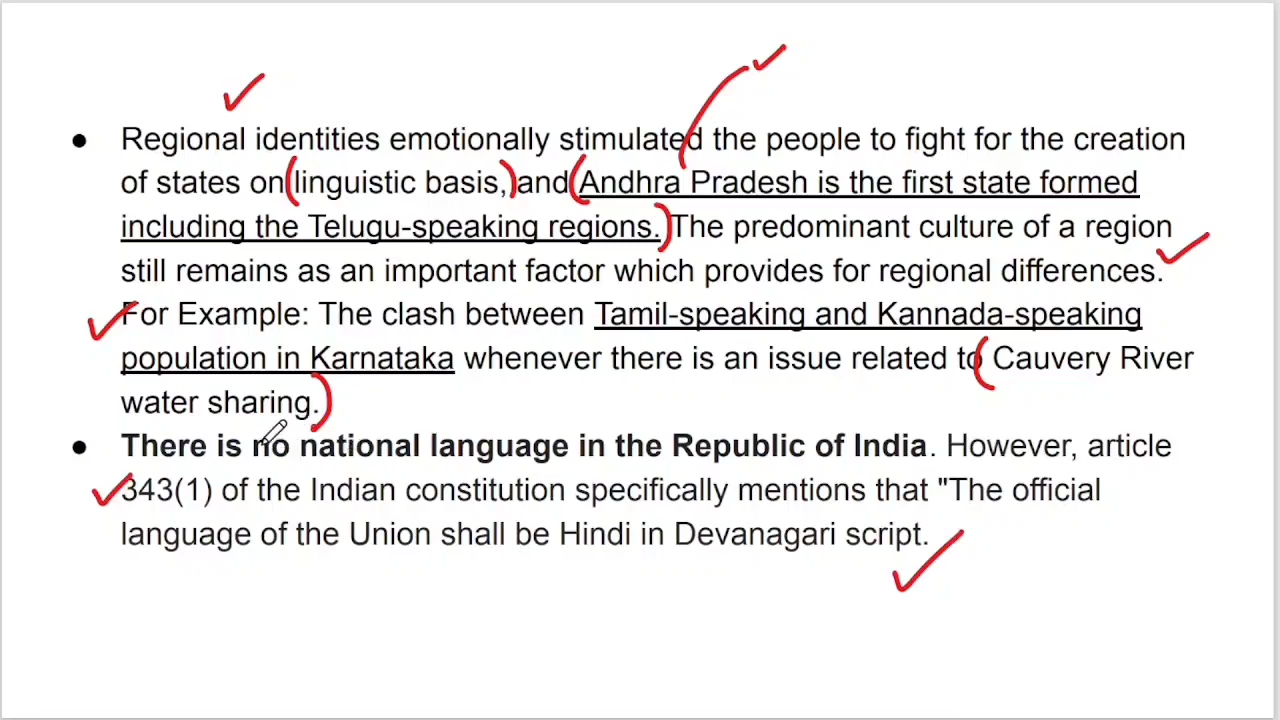 ● Regional identities emotionally stimulated the people to fight for the creation
of states on linguistic basis, and Andhra Pradesh is the first state formed
including the Telugu-speaking regions. The predominant culture of a region
still remains as an important factor which provides for regional differences.
For Example: The clash between Tamil-speaking and Kannada-speaking
population in Karnataka whenever there is an issue related to Cauvery River
water sharing.
● There is no national language in the Republic of India. However, article
343(1) of the Indian constitution specifically mentions that "The official
language of the Union shall be Hindi in Devanagari script.